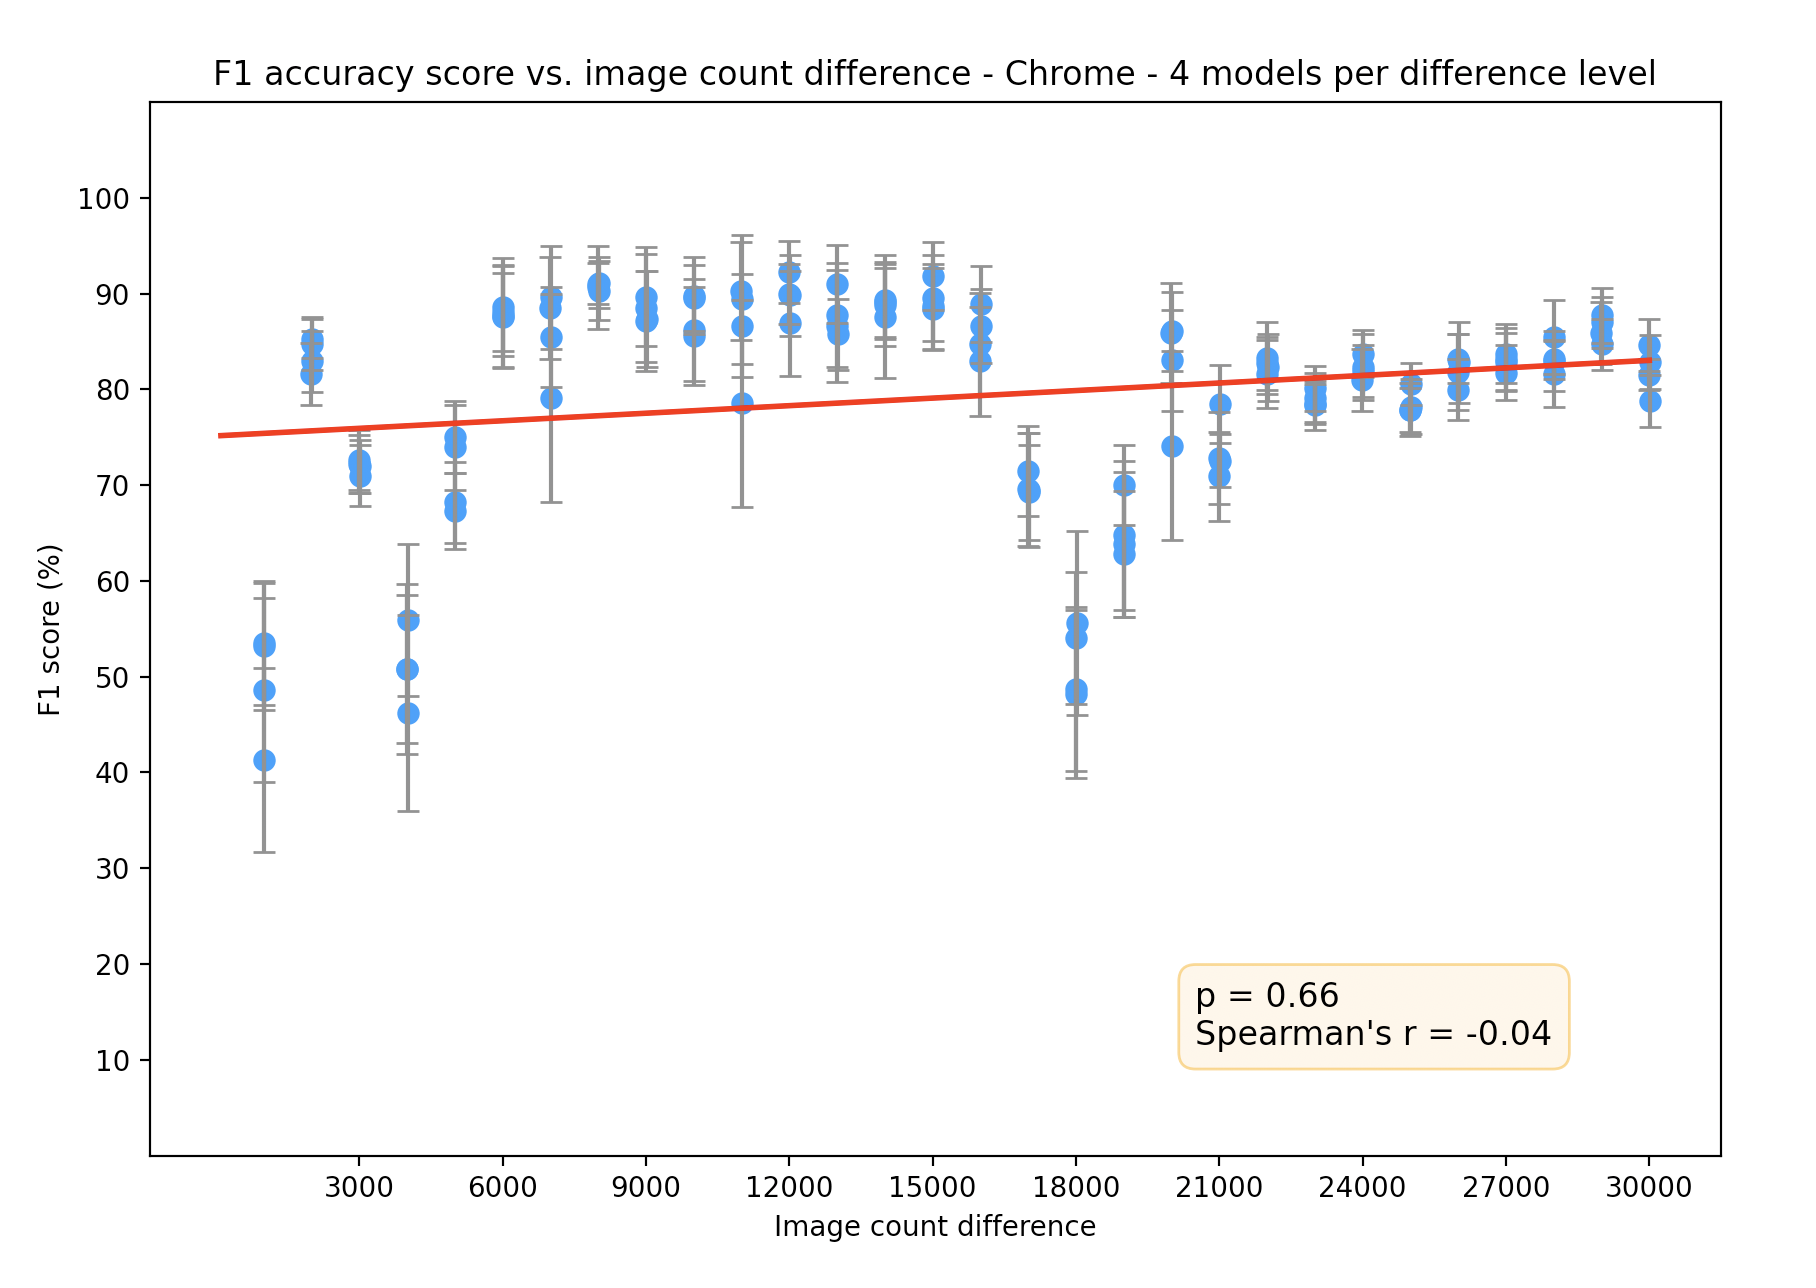 F1 accuracy score vs. image count difference - Chrome - 4 models per difference level
100
90
80
70
60
50
40
30
20
10
F1 score (%)
p = 0.66
Spearman's r = -0.04
3000 6000 9000 12000 15000 18000 21000 24000 27000 30000
Image count difference